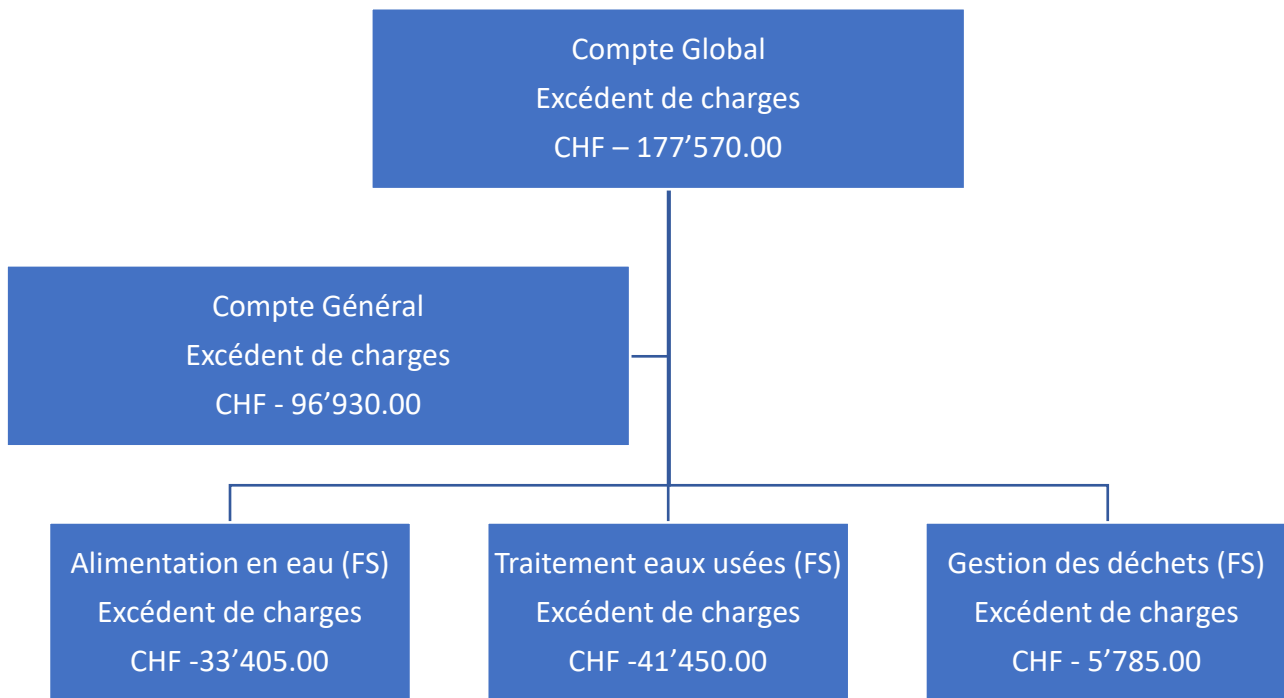 Compte Global
Excédent de charges
CHF – 177’570.00
Compte Général
Excédent de charges
CHF - 96’930.00
Alimentation en eau (FS)
Excédent de charges
CHF -33’405.00
Traitement eaux usées (FS)
Excédent de charges
CHF -41’450.00
Gestion des déchets (FS)
Excédent de charges
CHF - 5’785.00